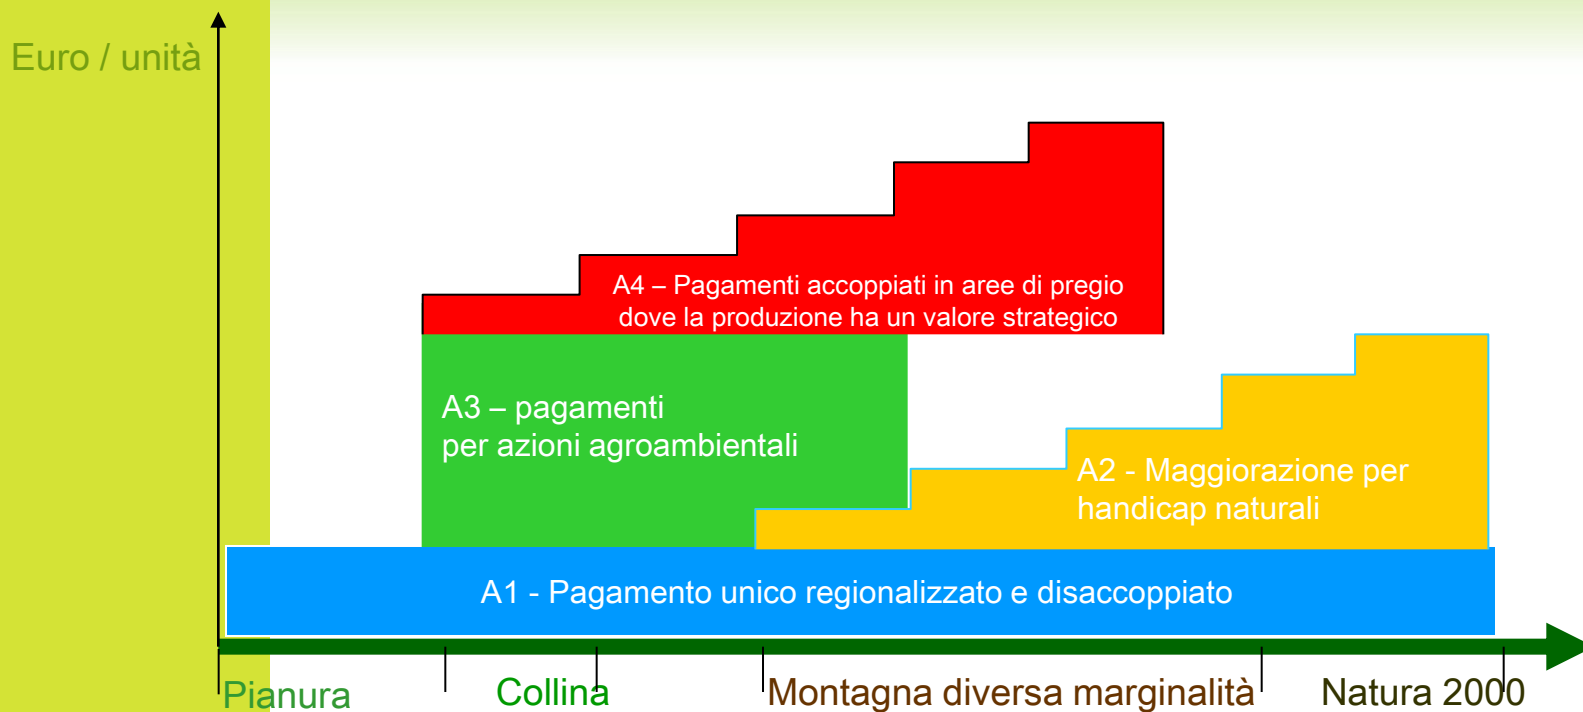 Euro / unità
A4 – Pagamenti accoppiati in aree di pregio
dove la produzione ha un valore strategico
A3 – pagamenti
per azioni agroambientali
A2 - Maggiorazione per
handicap naturali
A1 - Pagamento unico regionalizzato e disaccoppiato
Pianura
Collina
Montagna diversa marginalità
Natura 2000